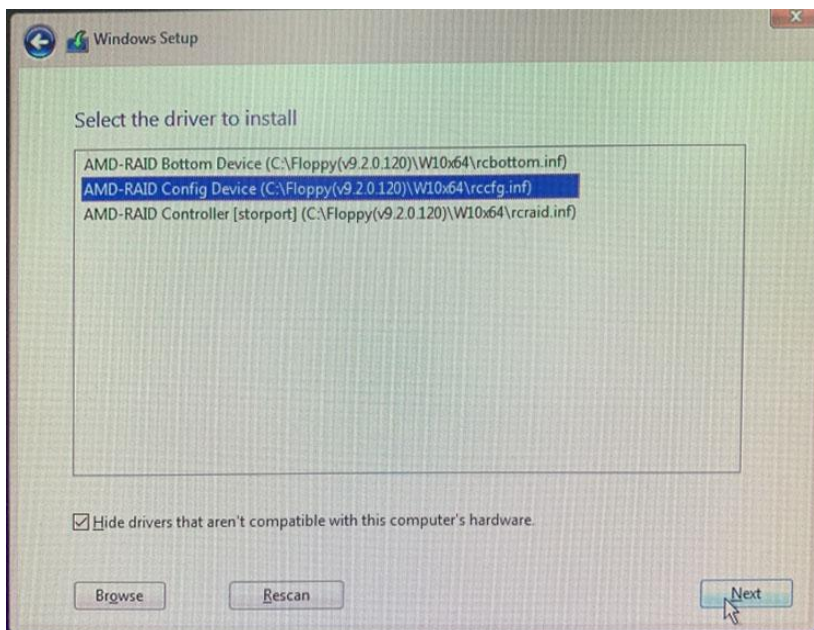 Windows Setup
Select the driver to install
AMD-RAID Bottom Device (C:\Floppy(v9.2.0.120)\W10x64\rcbottom.inf)
AMD-RAID Config Device (C:\Floppy(v9.2.0.120)\W10x64\rccfg.inf)
AMD-RAID Controller [storport] (C:\Floppy(v9.2.0.120)\W10x64\rcraid.inf)
Hide drivers that aren't compatible with this computer's hardware.
Browse Rescan Next